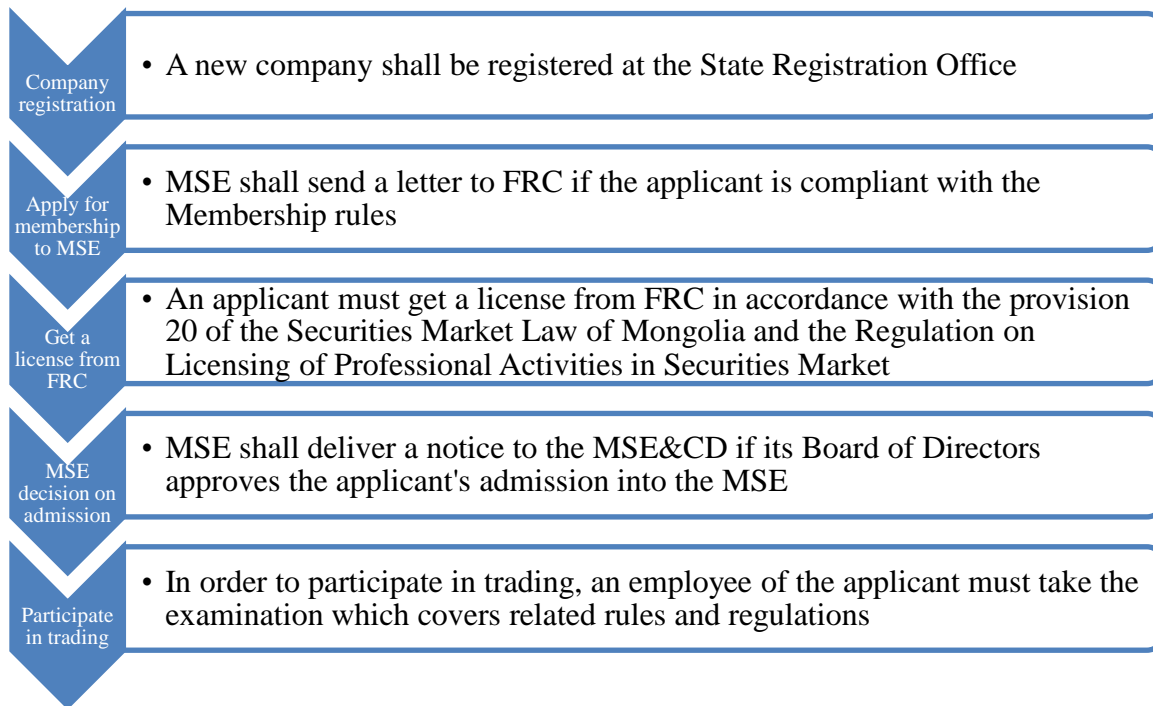 Company
registration
• A new company shall be registered at the State Registration Office
Apply for
membership
to MSE
• MSE shall send a letter to FRC if the applicant is compliant with the
Membership rules
Get a
license from
FRC
• An applicant must get a license from FRC in accordance with the provision
20 of the Securities Market Law of Mongolia and the Regulation on
Licensing of Professional Activities in Securities Market
MSE
decision on
admission
• MSE shall deliver a notice to the MSE&CD if its Board of Directors
approves the applicant's admission into the MSE
Participate
in trading
• In order to participate in trading, an employee of the applicant must take the
examination which covers related rules and regulations